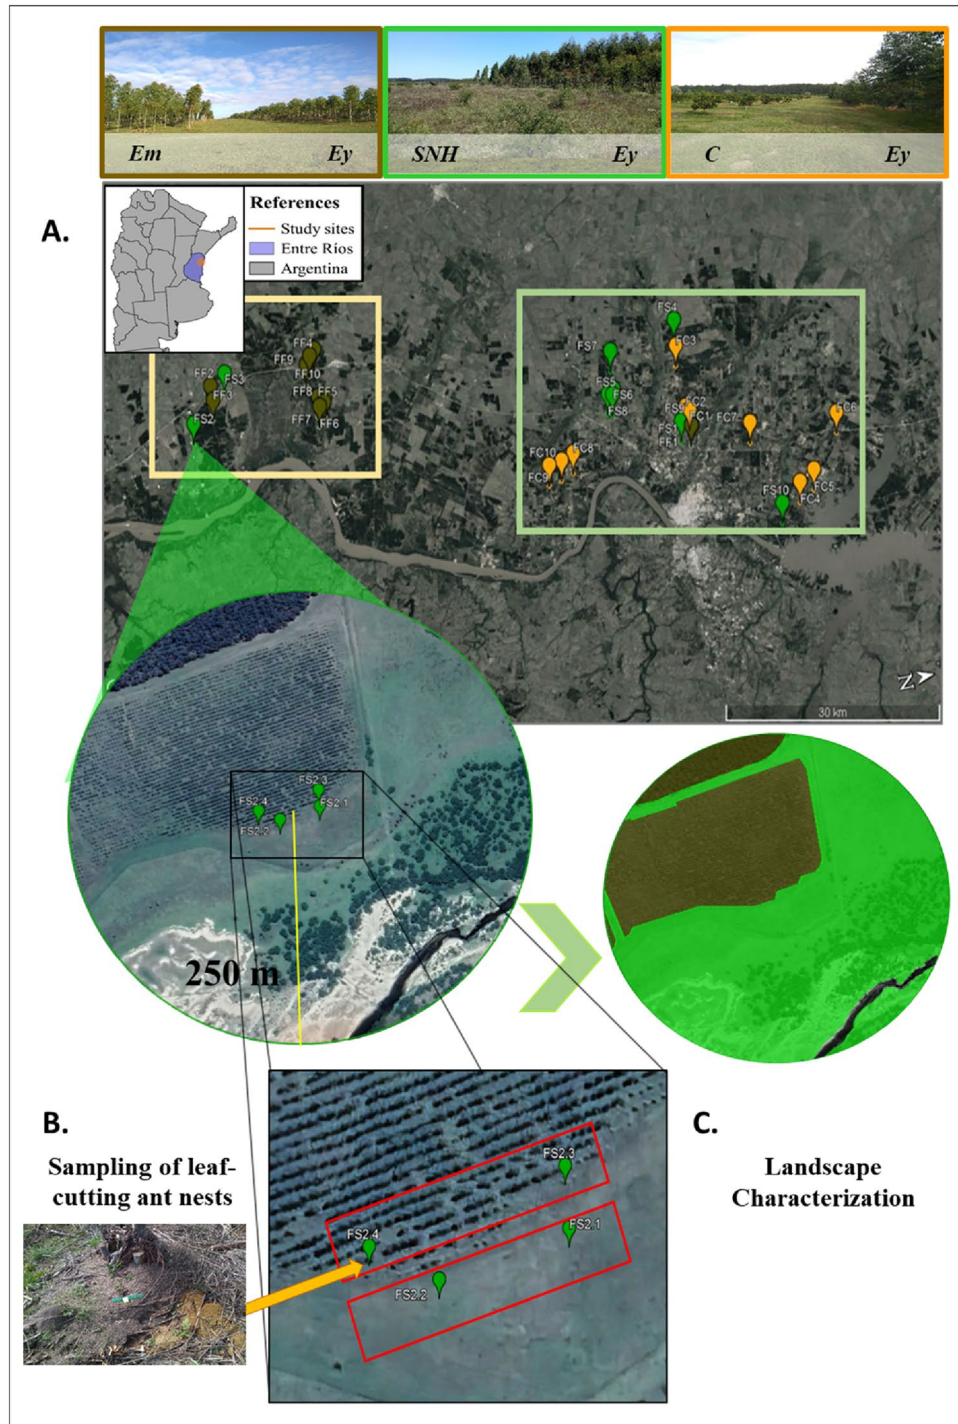 Em Ey
SNH Ey
C Ey
A.
References
Study sites
Entre Ríos
Argentina
FS4
FC3
FS7
FF4
FF9
FF10
FF2
FS3
FF3
FS2
FF8 FF5
FF7 FF6
FS5
FS6
FS8
FC2
FS9
FC1
FC7
FC6
FF1
FC10
FC8
FC9
FC5
FC4
FS10
N
30 km
FS2.3
FS2.4
FS2.1
FS2.2
250 m
B.
Sampling of leaf-
cutting ant nests
FS2.3
FS2.1
FS2.4
FS2.2
C.
Landscape
Characterization